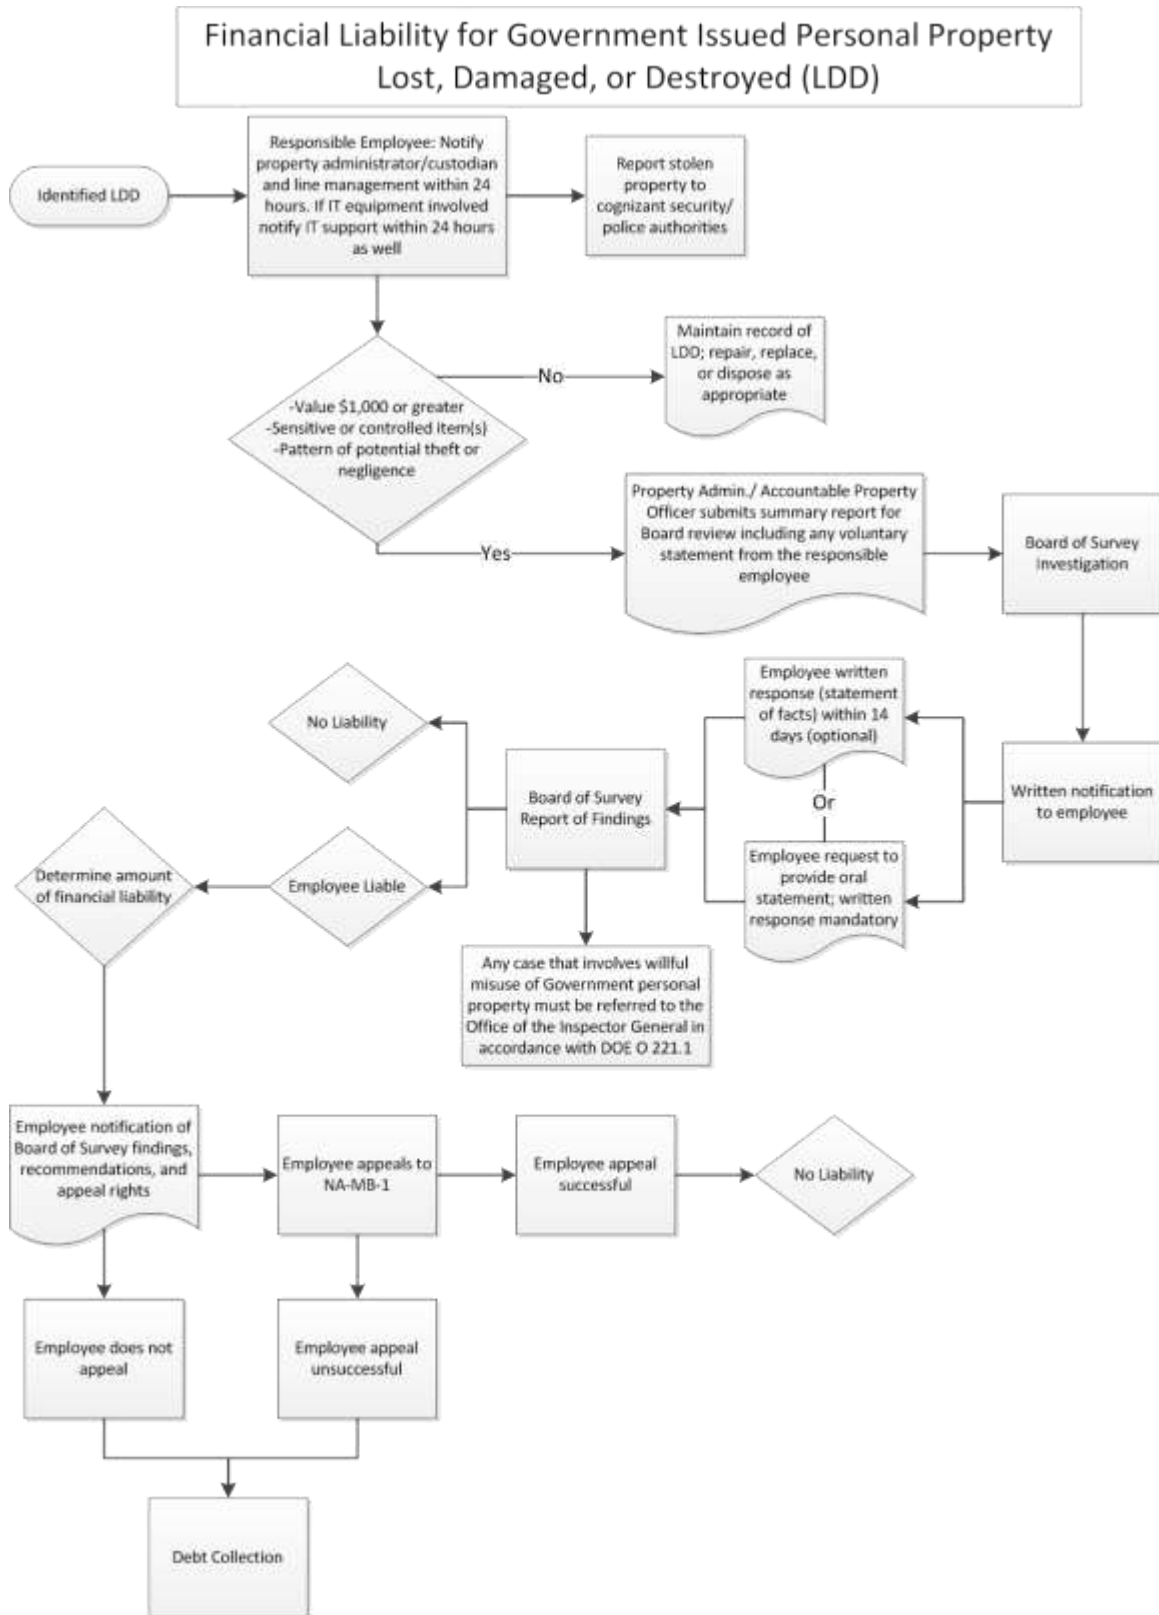 Financial Liability for Government Issued Personal Property
Lost, Damaged, or Destroyed (LDD)
Identified LDD
Responsible Employee: Notify
property administrator/custodian
and line management within 24
hours. If IT equipment involved
notify IT support within 24 hours
as well
Report stolen
property to
cognizant security/
police authorities
-Value $1,000 or greater
-Sensitive or controlled item(s)
-Pattern of potential theft or
negligence
No
Maintain record of
LDD; repair, replace,
or dispose as
appropriate
Yes
Property Admin./ Accountable Property
Officer submits summary report for
Board review including any voluntary
statement from the responsible
employee
Board of Survey
Investigation
Written notification
to employee
Employee written
response (statement
of facts) within 14
days (optional)
Or
Employee request to
provide oral
statement; written
response mandatory
Board of Survey
Report of Findings
No Liability
Employee Liable
Determine amount
of financial liability
Any case that involves willful
misuse of Government personal
property must be referred to the
Office of the Inspector General in
accordance with DOE O 221.1
Employee notification of
Board of Survey findings,
recommendations, and
appeal rights
Employee appeals to
NA-MB-1
Employee appeal
successful
No Liability
Employee does not
appeal
Employee appeal
unsuccessful
Debt Collection